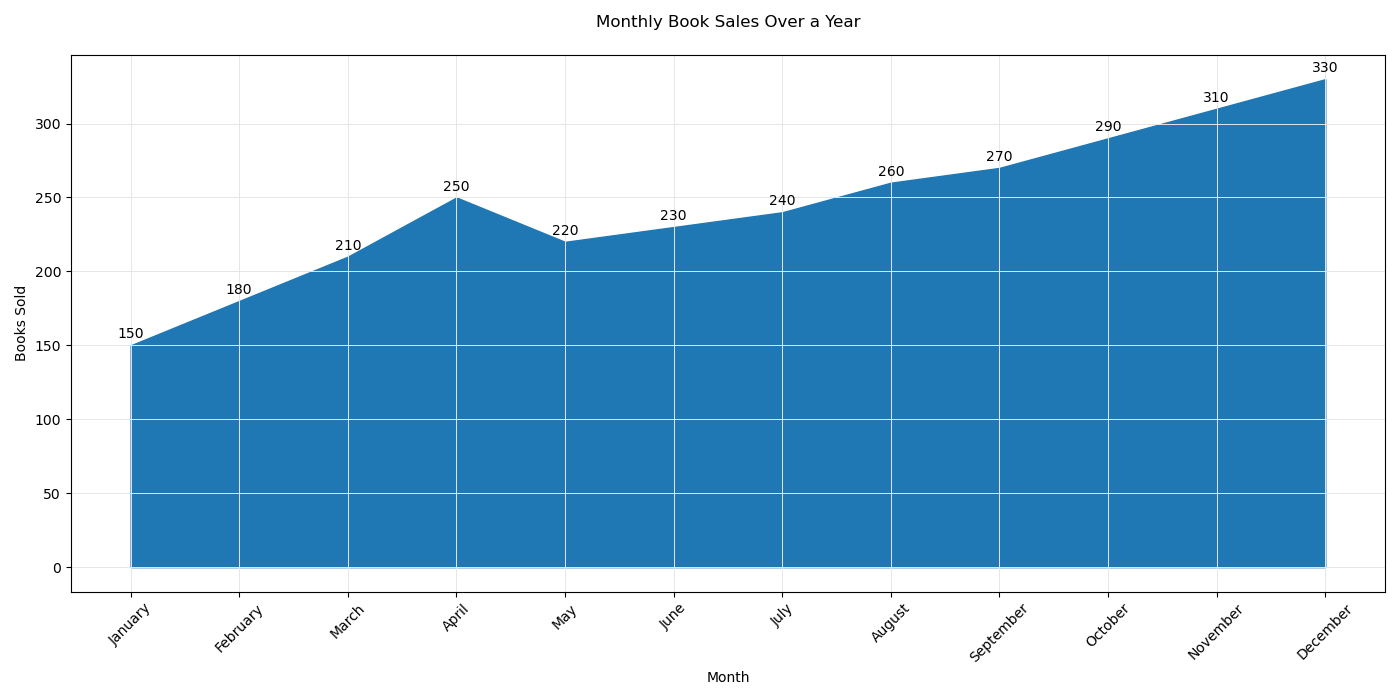 Monthly Book Sales Over a Year
Books Sold
300
250
200
150
100
50
0
150
180
210
250
220
230
240
260
270
290
310
330
January
February
March
April
May
June
July
August
September
October
November
December
Month